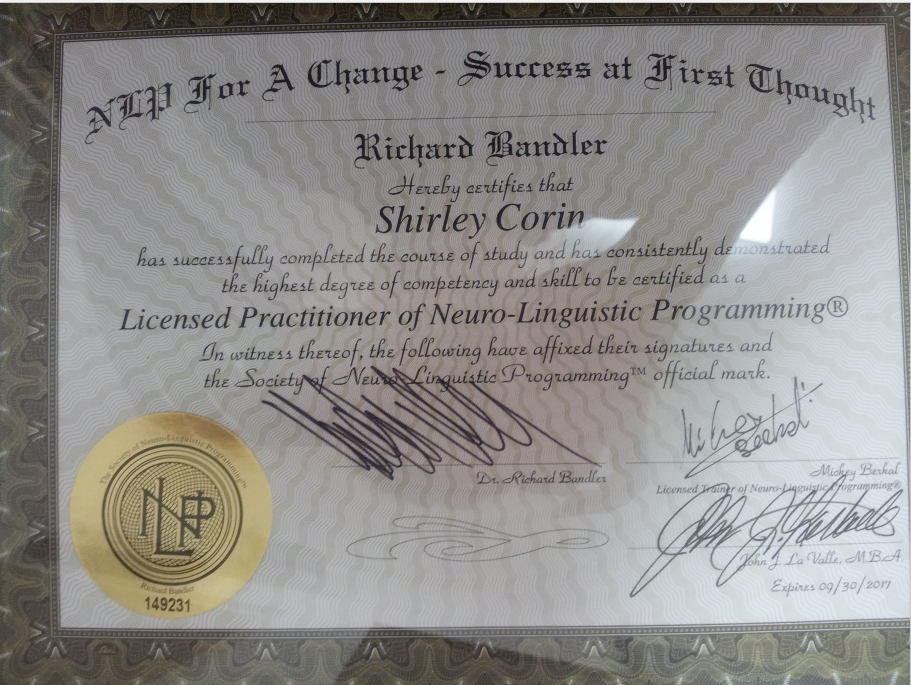 NLP For A Change - Success at First Thought
Richard Bandler
Hereby certifies that
Shirley Corin
has successfully completed the course of study and has consistently demonstrated
the highest degree of competency and skill to be certified as a
Licensed Practitioner of Neuro-Linguistic Programming®
In witness thereof, the following have affixed their signatures and
the Society of Neuro-Linguistic Programming™ official mark.
Dr. Richard Bandler
Mickey Berkal
Licensed Trainer of Neuro-Linguistic Programming®
John J. La Valle, M.B.A.
Expires 09/30/2017
The Society of Neuro-Linguistic Programming™
NLP
Richard Bandler
149231